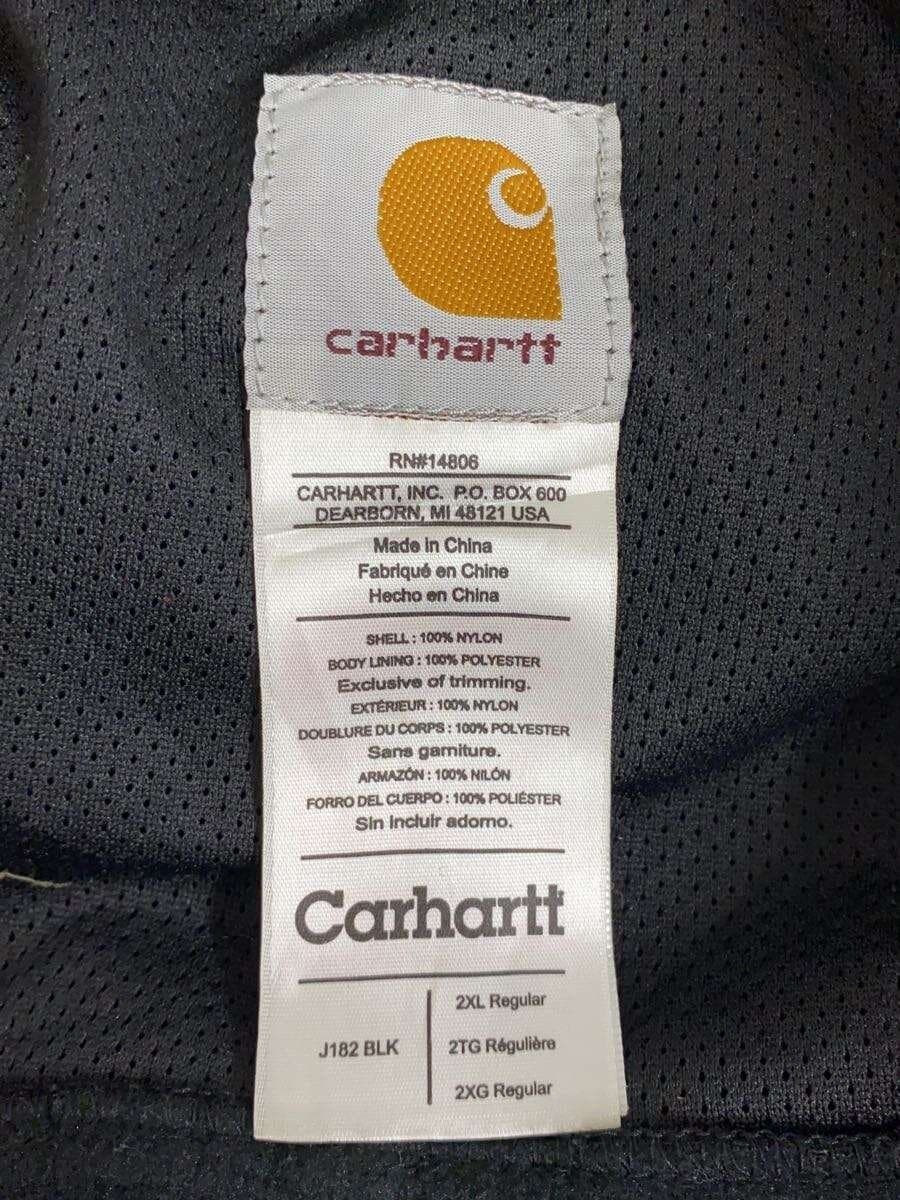 carhartt
RN#14806
CARHARTT, INC. P.O. BOX 600
DEARBORN, MI 48121 USA
Made in China
Fabriqué en Chine
Hecho en China
SHELL : 100% NYLON
BODY LINING : 100% POLYESTER
Exclusive of trimming.
EXTÉRIEUR : 100% NYLON
DOUBLURE DU CORPS : 100% POLYESTER
Sans garniture.
ARMAZÓN : 100% NILÓN
FORRO DEL CUERPO : 100% POLIÉSTER
Sin incluir adorno.
Carhartt
2XL Regular
J182 BLK 2TG Régulière
2XG Regular